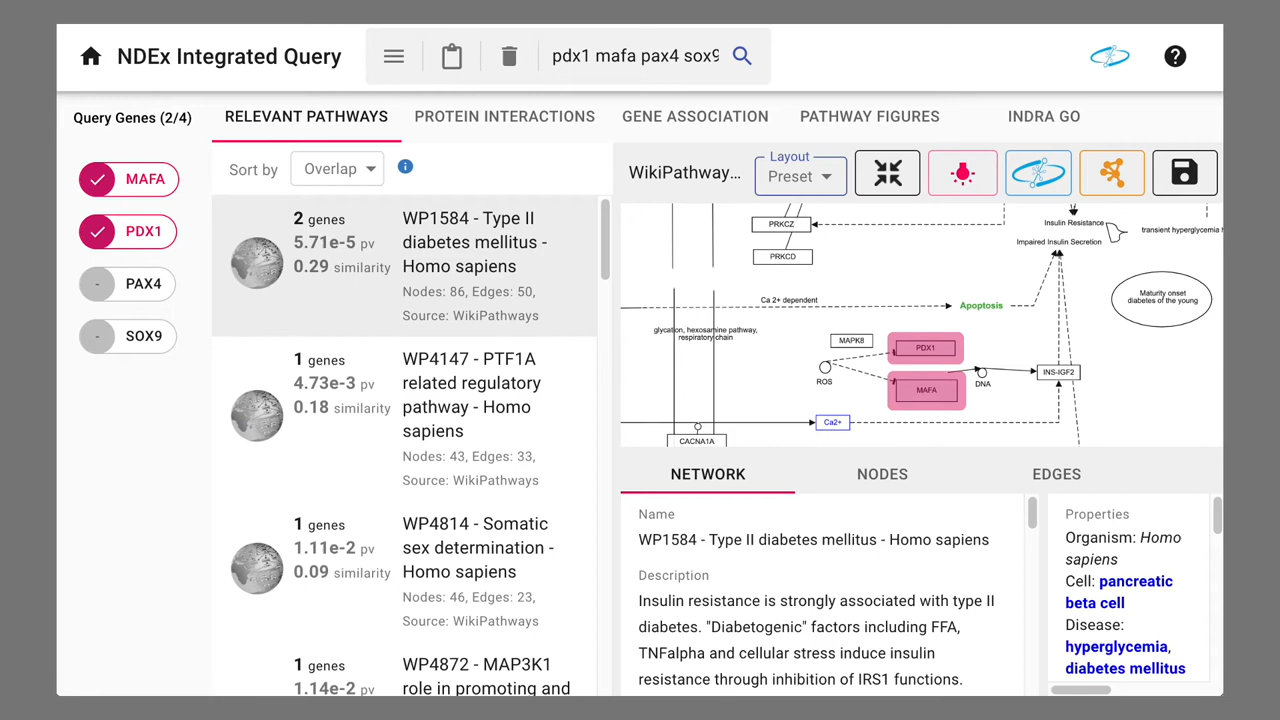 NDEx Integrated Query
pdx1 mafa pax4 sox9
Query Genes (2/4)
RELEVANT PATHWAYS
PROTEIN INTERACTIONS
GENE ASSOCIATION
PATHWAY FIGURES
INDRA GO
MAFA
PDX1
- PAX4
- SOX9
Sort by
Overlap
2 genes
5.71e-5 pv
0.29 similarity
WP1584 - Type II
diabetes mellitus -
Homo sapiens
Nodes: 86, Edges: 50,
Source: WikiPathways
1 genes
4.73e-3 pv
0.18 similarity
WP4147 - PTF1A
related regulatory
pathway - Homo
sapiens
Nodes: 43, Edges: 33,
Source: WikiPathways
1 genes
1.11e-2 pv
0.09 similarity
WP4814 - Somatic
sex determination -
Homo sapiens
Nodes: 46, Edges: 23,
Source: WikiPathways
1 genes
1.14e-2 pv
WP4872 - MAP3K1
role in promoting and
WikiPathway...
Layout
Preset
PRKCZ
PRKCD
Insulin Resistance
Impaired Insulin Secretion
transient hyperglycemia
Ca 2+ dependent
Apoptosis
Maturity onset
diabetes of the young
glycation, hexosamine pathway,
respiratory chain
MAPK8
PDX1
ROS
MAFA
DNA
INS-IGF2
Ca2+
CACNA1A
NETWORK
NODES
EDGES
Name
WP1584 - Type II diabetes mellitus - Homo sapiens
Description
Insulin resistance is strongly associated with type II
diabetes. "Diabetogenic" factors including FFA,
TNFalpha and cellular stress induce insulin
resistance through inhibition of IRS1 functions.
Properties
Organism: Homo
sapiens
Cell: pancreatic
beta cell
Disease:
hyperglycemia,
diabetes mellitus